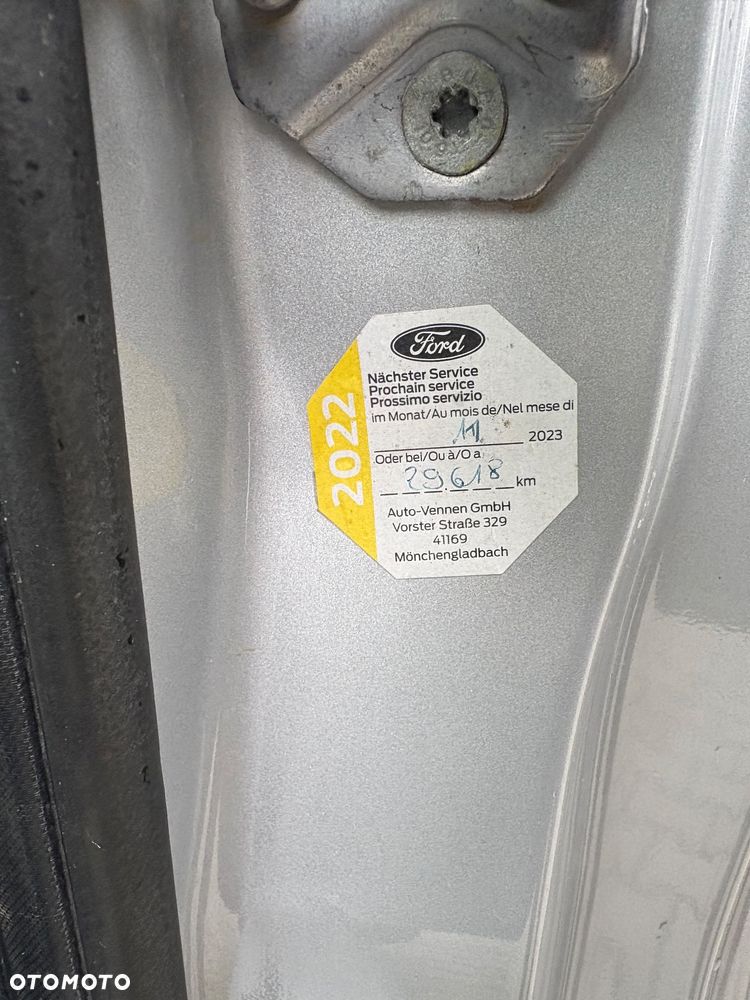 Ford
2022
Nächster Service
Prochain service
Prossimo servizio
im Monat/Au mois de/Nel mese di
11 2023
Oder bei/Ou à/O a
29.618 km
Auto-Vennen GmbH
Vorster Straße 329
41169
Mönchengladbach
OTOMOTO